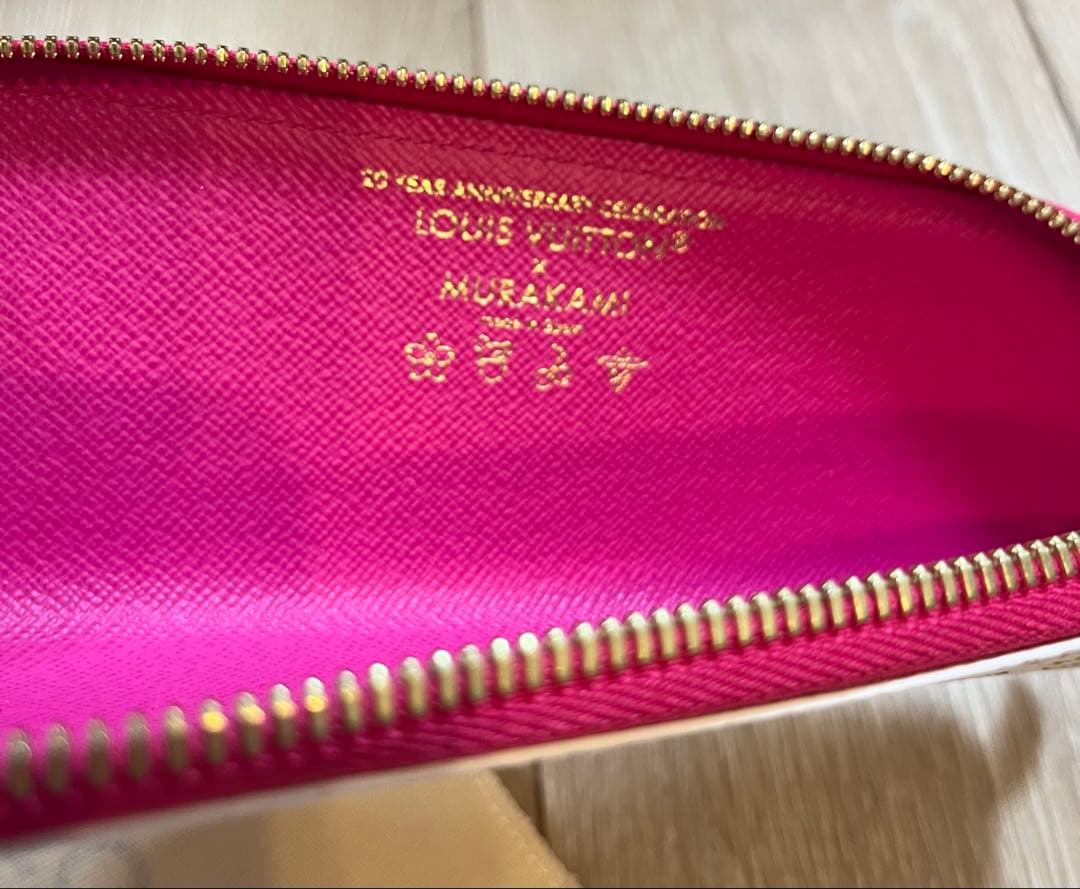 20 YEAR ANNIVERSARY CELEBRATION
LOUIS VUITTON®
X
MURAKAMI